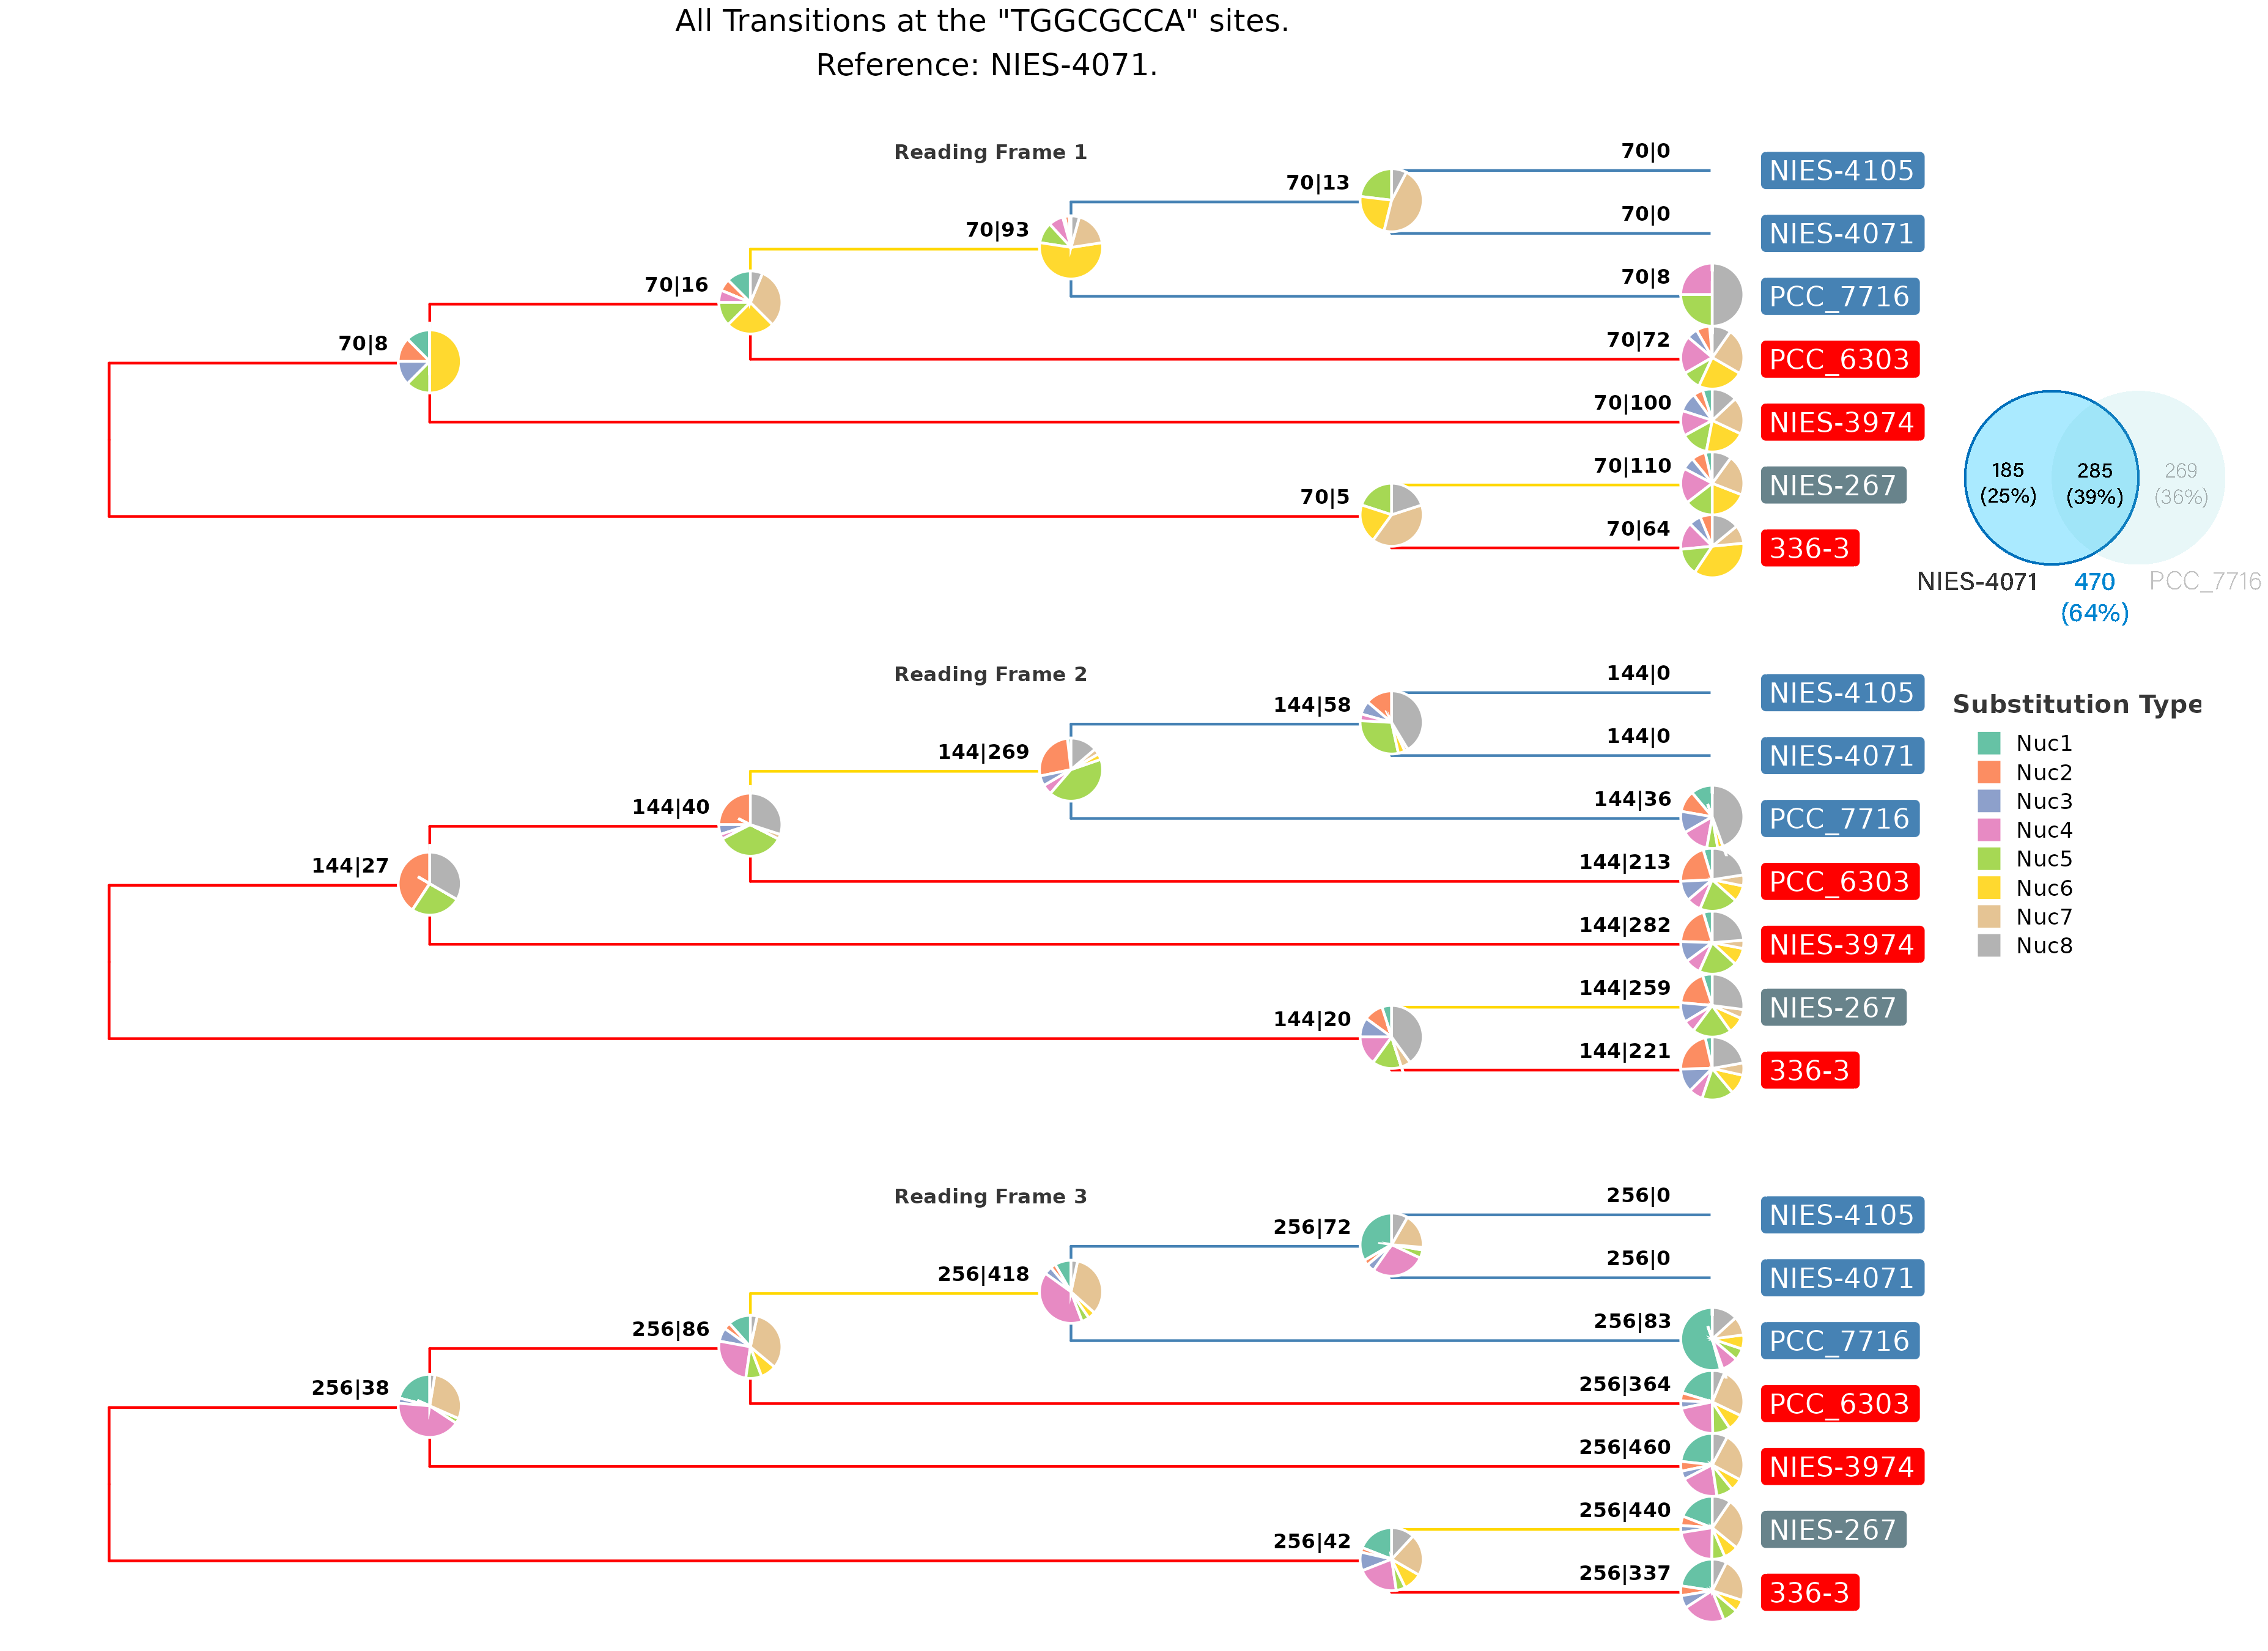 All Transitions at the "TGGCGCCA" sites.
Reference: NIES-4071.
Reading Frame 1
70|0
NIES-4105
70|13
70|0
NIES-4071
70|93
70|8
PCC_7716
70|16
70|72
PCC_6303
70|8
70|100
NIES-3974
70|110
NIES-267
70|5
70|64
336-3
185
(25%)
285
(39%)
269
(36%)
NIES-4071
470
(64%)
PCC_7716
Reading Frame 2
144|0
NIES-4105
144|58
144|0
NIES-4071
144|269
144|36
PCC_7716
144|40
144|213
PCC_6303
144|27
144|282
NIES-3974
144|259
NIES-267
144|20
144|221
336-3
Substitution Type
Nuc1
Nuc2
Nuc3
Nuc4
Nuc5
Nuc6
Nuc7
Nuc8
Reading Frame 3
256|0
NIES-4105
256|72
256|0
NIES-4071
256|418
256|83
PCC_7716
256|86
256|364
PCC_6303
256|38
256|460
NIES-3974
256|440
NIES-267
256|42
256|337
336-3